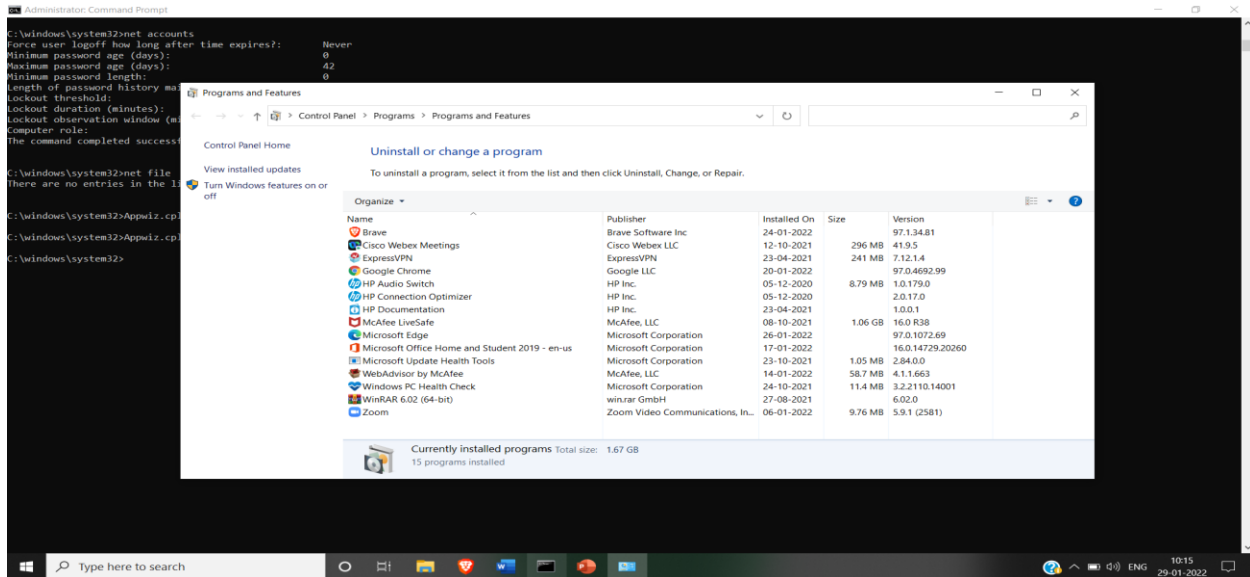 Administrator: Command Prompt
C:\windows\system32>net accounts
Force user logoff how long after time expires?: Never
Minimum password age (days): 0
Maximum password age (days): 42
Minimum password length: 0
Length of password history mai
Lockout threshold:
Lockout duration (minutes):
Lockout observation window (mi
Computer role:
The command completed successf
C:\windows\system32>net file
There are no entries in the li
C:\windows\system32>Appwiz.cpl
C:\windows\system32>Appwiz.cpl
C:\windows\system32>
Programs and Features
Control Panel > Programs > Programs and Features
Control Panel Home
View installed updates
Turn Windows features on or
off
Uninstall or change a program
To uninstall a program, select it from the list and then click Uninstall, Change, or Repair.
Organize
Name Publisher Installed On Size Version
Brave Brave Software Inc 24-01-2022 97.1.34.81
Cisco Webex Meetings Cisco Webex LLC 12-10-2021 296 MB 41.9.5
ExpressVPN ExpressVPN 23-04-2021 241 MB 7.12.1.4
Google Chrome Google LLC 20-01-2022 97.0.4692.99
HP Audio Switch HP Inc. 05-12-2020 8.79 MB 1.0.179.0
HP Connection Optimizer HP Inc. 05-12-2020 2.0.17.0
HP Documentation HP Inc. 23-04-2021 1.0.0.1
McAfee LiveSafe McAfee, LLC 08-10-2021 1.06 GB 16.0 R38
Microsoft Edge Microsoft Corporation 26-01-2022 97.0.1072.69
Microsoft Office Home and Student 2019 - en-us Microsoft Corporation 17-01-2022 16.0.14729.20260
Microsoft Update Health Tools Microsoft Corporation 23-10-2021 1.05 MB 2.84.0.0
WebAdvisor by McAfee McAfee, LLC 14-01-2022 58.7 MB 4.1.1.663
Windows PC Health Check Microsoft Corporation 24-10-2021 11.4 MB 3.2.2110.14001
WinRAR 6.02 (64-bit) win.rar GmbH 27-08-2021 6.02.0
Zoom Zoom Video Communications, In... 06-01-2022 9.76 MB 5.9.1 (2581)
Currently installed programs Total size: 1.67 GB
15 programs installed
Type here to search
ENG
10:15
29-01-2022